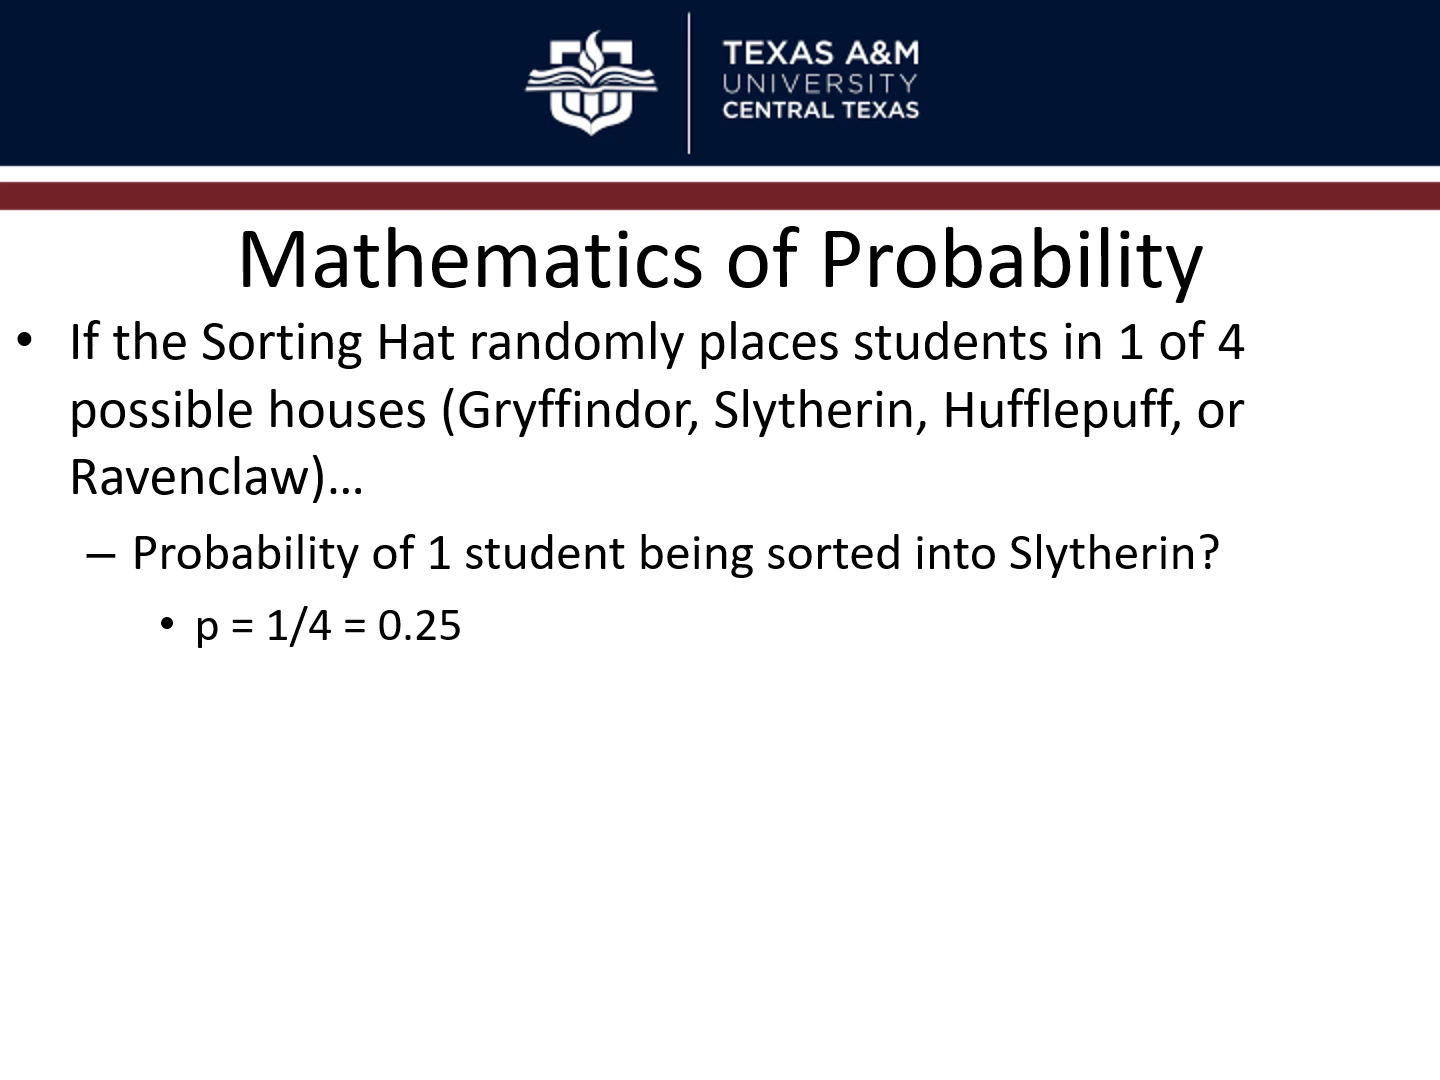 TEXAS A&M
UNIVERSITY
CENTRAL TEXAS
Mathematics of Probability
• If the Sorting Hat randomly places students in 1 of 4
possible houses (Gryffindor, Slytherin, Hufflepuff, or
Ravenclaw)…
– Probability of 1 student being sorted into Slytherin?
• p = 1/4 = 0.25